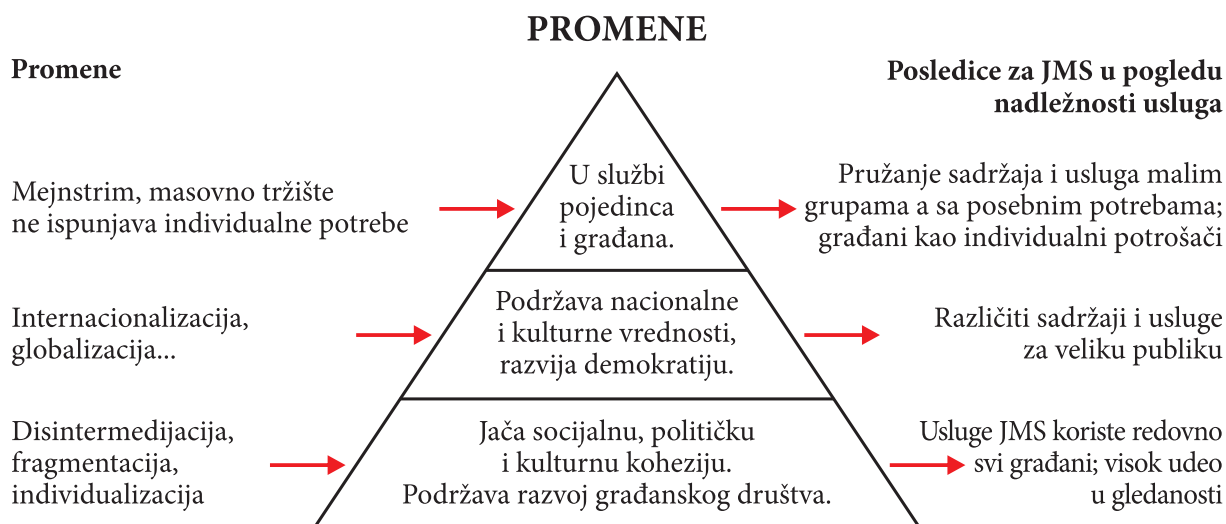 PROMENE
Promene
Posledice za JMS u pogledu
nadležnosti usluga
Mejnstrim, masovno tržište
ne ispunjava individualne potrebe
U službi
pojedinca
i građana.
Pružanje sadržaja i usluga malim
grupama a sa posebnim potrebama;
građani kao individualni potrošači
Internacionalizacija,
globalizacija...
Podržava nacionalne
i kulturne vrednosti,
razvija demokratiju.
Različiti sadržaji i usluge
za veliku publiku
Disintermedijacija,
fragmentacija,
individualizacija
Jača socijalnu, političku
i kulturnu koheziju.
Podržava razvoj građanskog društva.
Usluge JMS koriste redovno
svi građani; visok udeo
u gledanosti